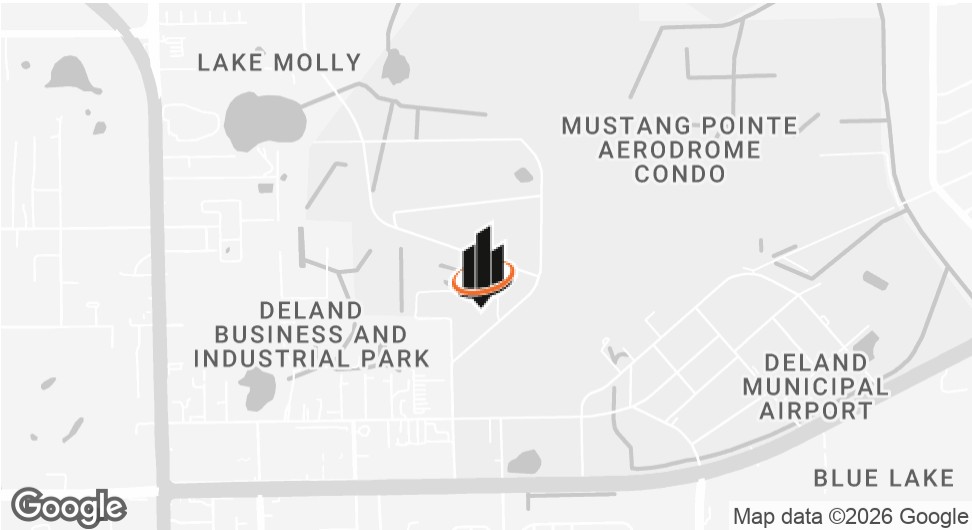 LAKE MOLLY
MUSTANG POINTE
AERODROME
CONDO
DELAND
BUSINESS AND
INDUSTRIAL PARK
DELAND
MUNICIPAL
AIRPORT
BLUE LAKE
Google
Map data ©2026 Google